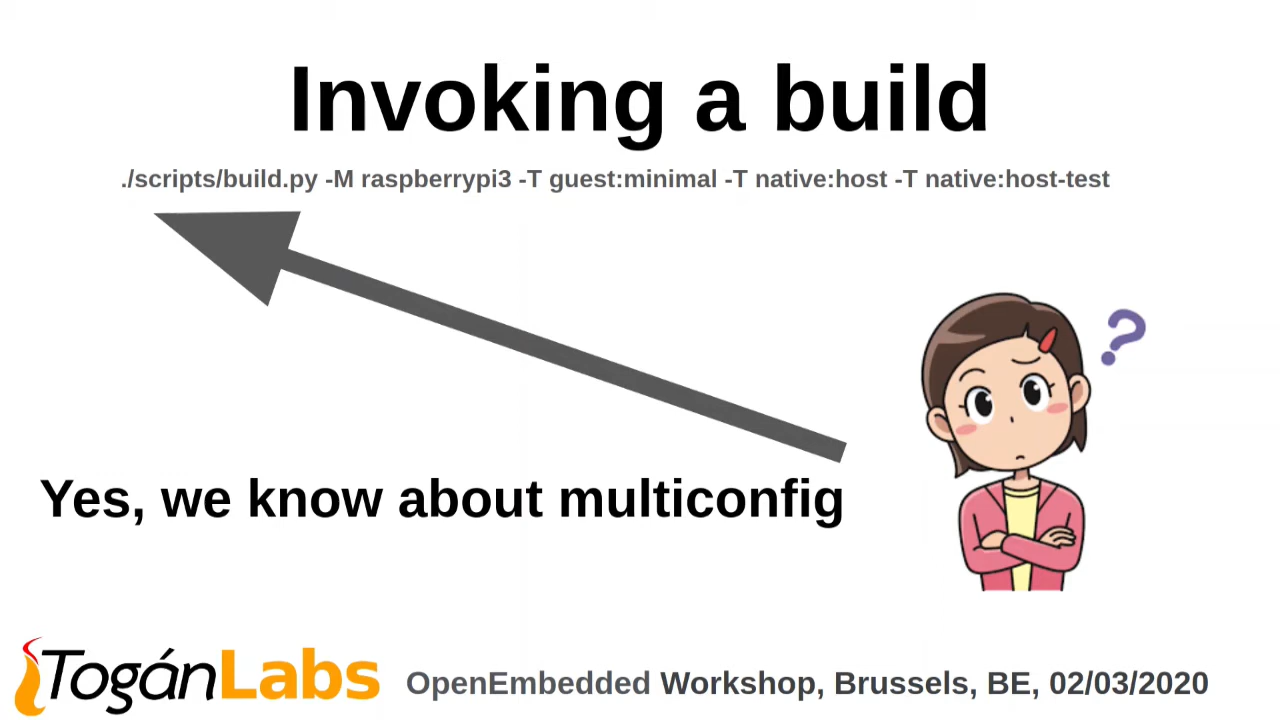 Invoking a build
./scripts/build.py -M raspberrypi3 -T guest:minimal -T native:host -T native:host-test
?
Yes, we know about multiconfig
TogánLabs
OpenEmbedded Workshop, Brussels, BE, 02/03/2020